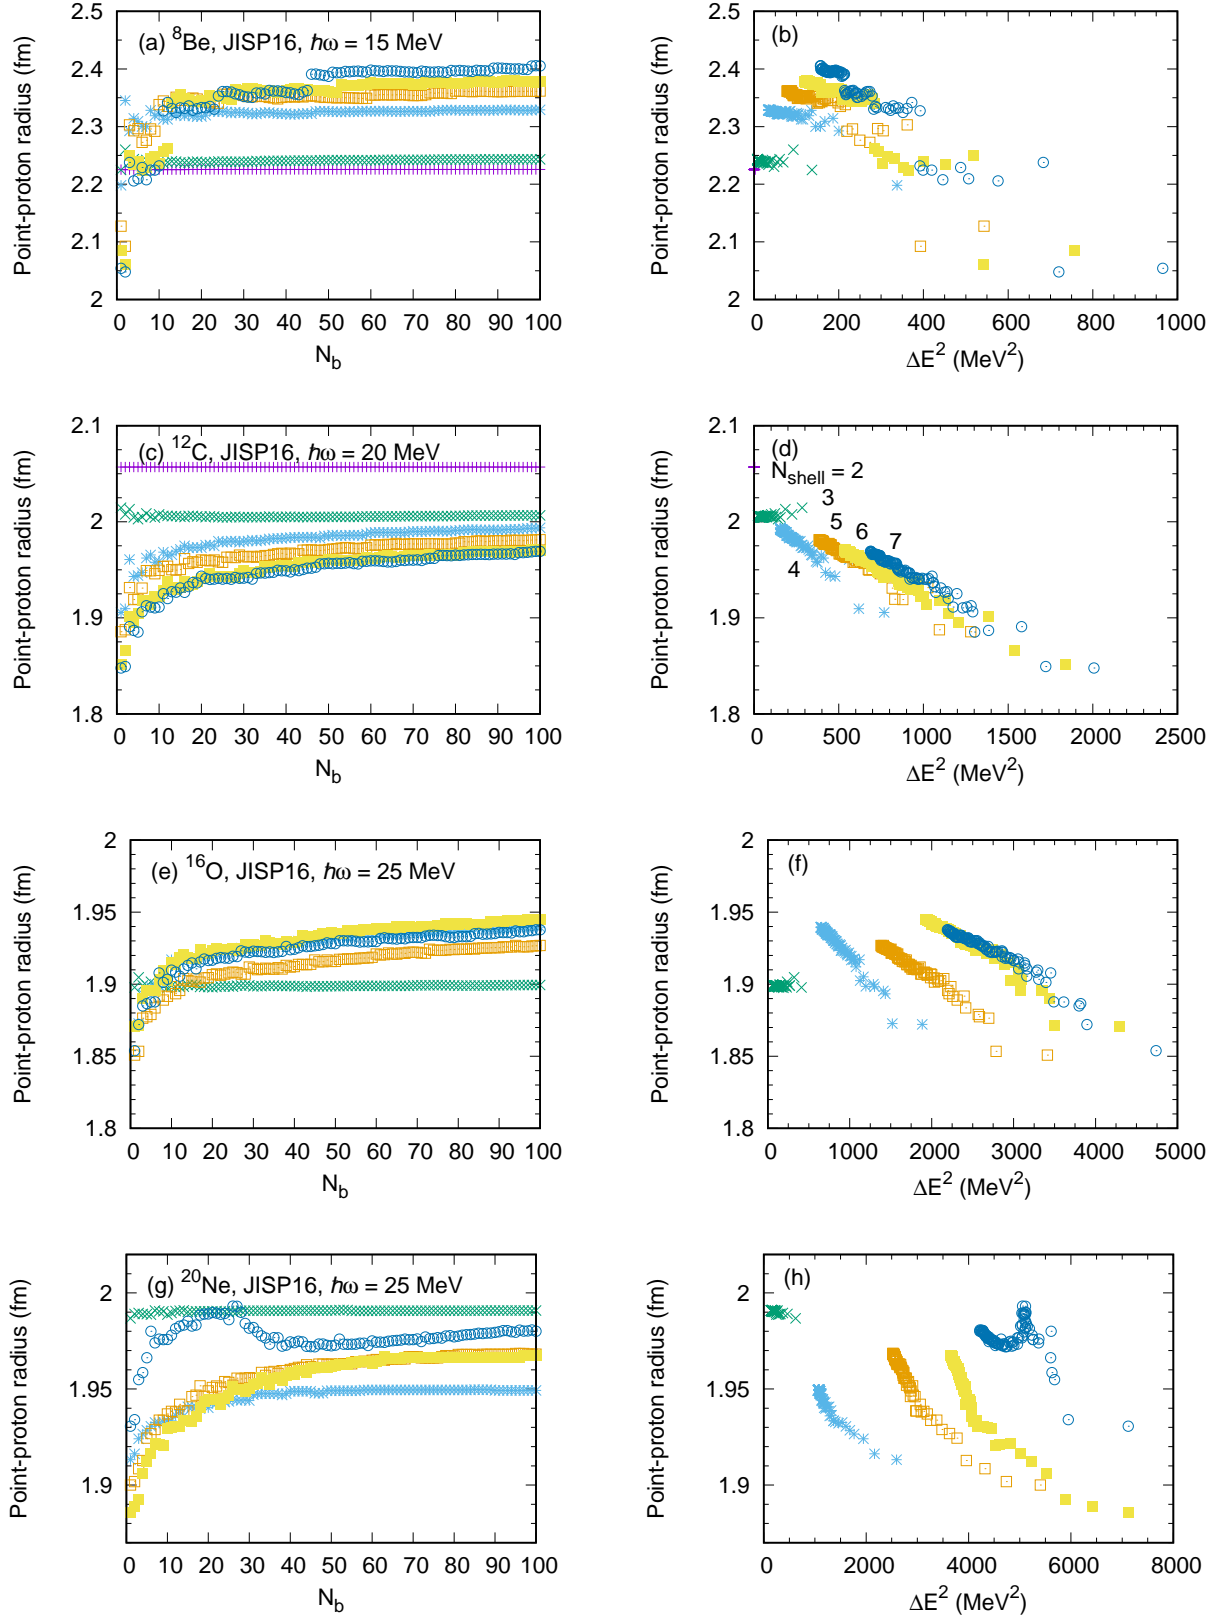 (a) ⁸Be, JISP16, ħω = 15 MeV
Point-proton radius (fm)
2.5
2.4
2.3
2.2
2.1
2
0 10 20 30 40 50 60 70 80 90 100
N_b
(b)
Point-proton radius (fm)
2.5
2.4
2.3
2.2
2.1
2
0 200 400 600 800 1000
ΔE² (MeV²)
(c) ¹²C, JISP16, ħω = 20 MeV
Point-proton radius (fm)
2.1
2
1.9
1.8
0 10 20 30 40 50 60 70 80 90 100
N_b
(d)
N_shell = 2
3
5
6
7
4
Point-proton radius (fm)
2.1
2
1.9
1.8
0 500 1000 1500 2000 2500
ΔE² (MeV²)
(e) ¹⁶O, JISP16, ħω = 25 MeV
Point-proton radius (fm)
2
1.95
1.9
1.85
1.8
0 10 20 30 40 50 60 70 80 90 100
N_b
(f)
Point-proton radius (fm)
2
1.95
1.9
1.85
1.8
0 1000 2000 3000 4000 5000
ΔE² (MeV²)
(g) ²⁰Ne, JISP16, ħω = 25 MeV
Point-proton radius (fm)
2
1.95
1.9
0 10 20 30 40 50 60 70 80 90 100
N_b
(h)
Point-proton radius (fm)
2
1.95
1.9
0 2000 4000 6000 8000
ΔE² (MeV²)